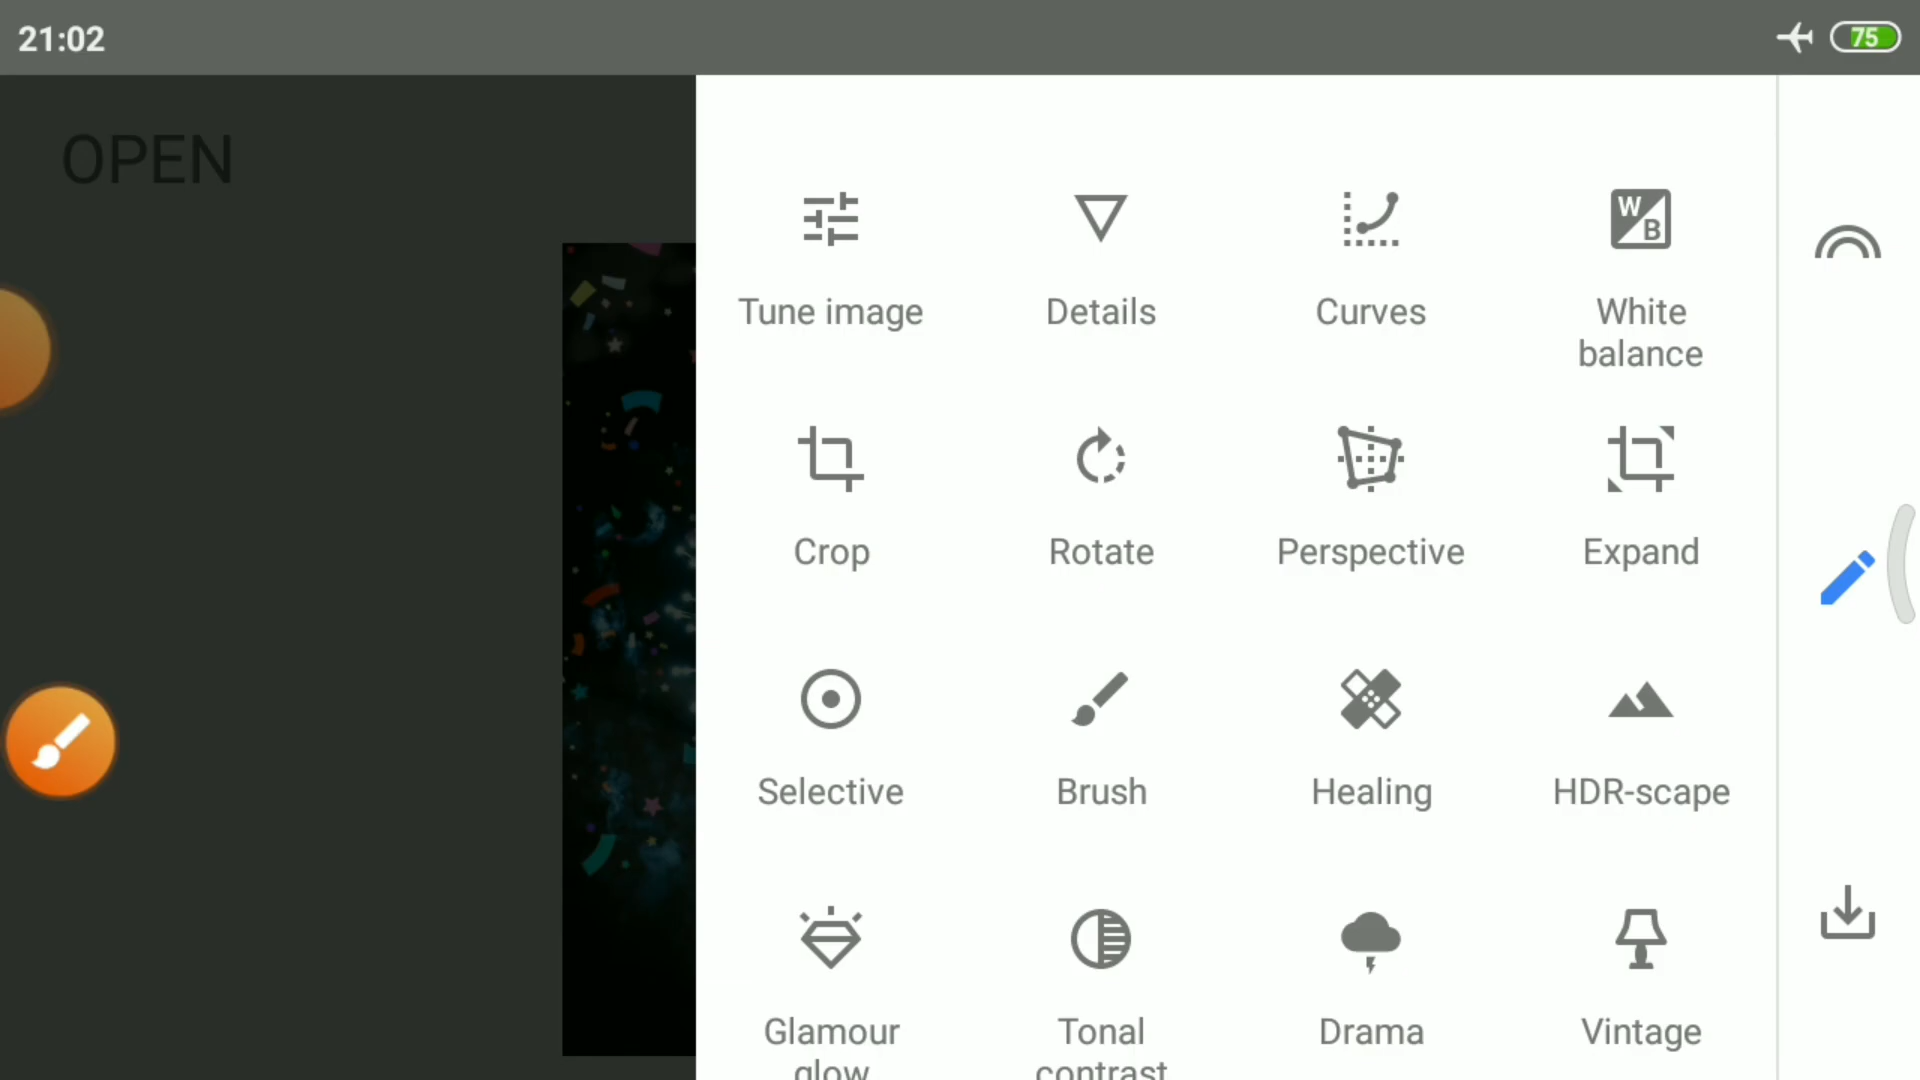 21:02
75
OPEN
Tune image
Details
Curves
W
B
White
balance
Crop
Rotate
Perspective
Expand
Selective
Brush
Healing
HDR-scape
Glamour
glow
Tonal
contrast
Drama
Vintage